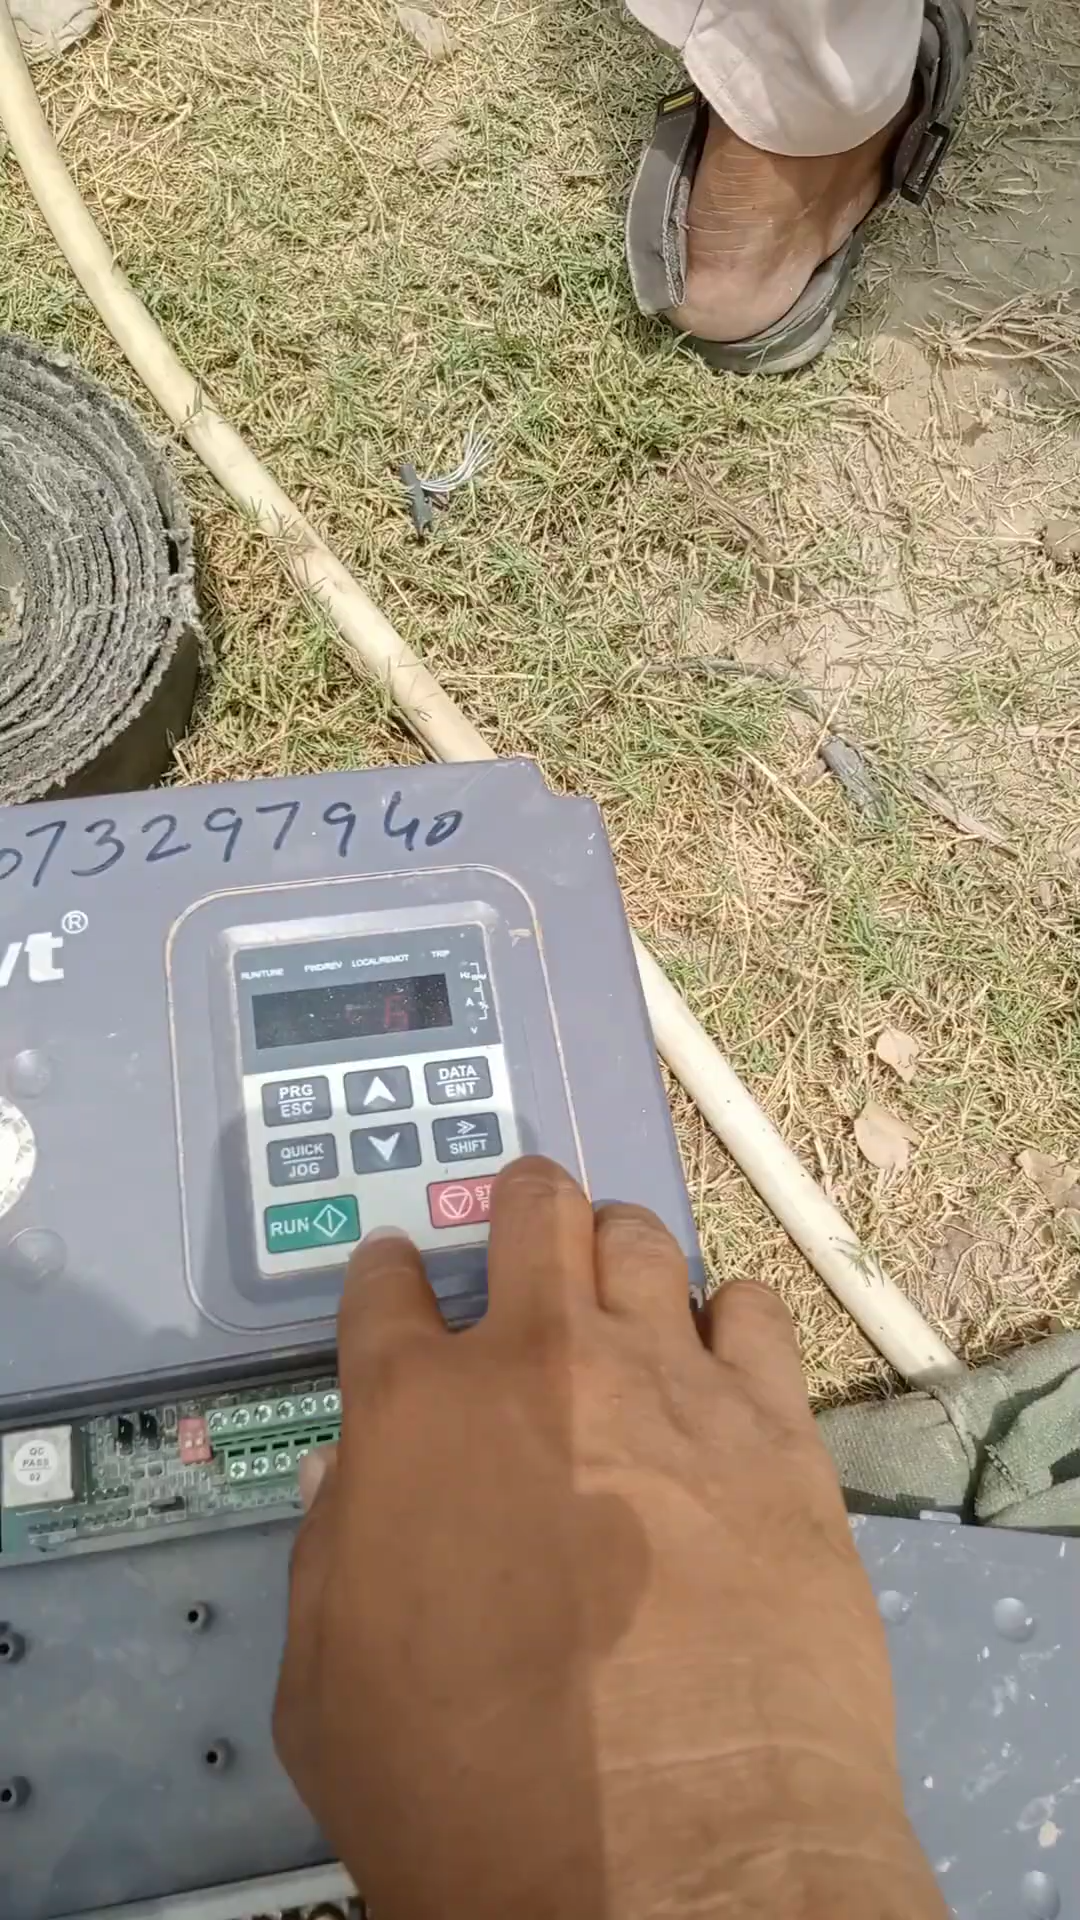 073297940
vt®
RUN/TUNE FWD/REV LOCAL/REMOT TRIP
Hz
A
V
PRG
ESC
DATA
ENT
QUICK
JOG
SHIFT
RUN
QC
PASS
02